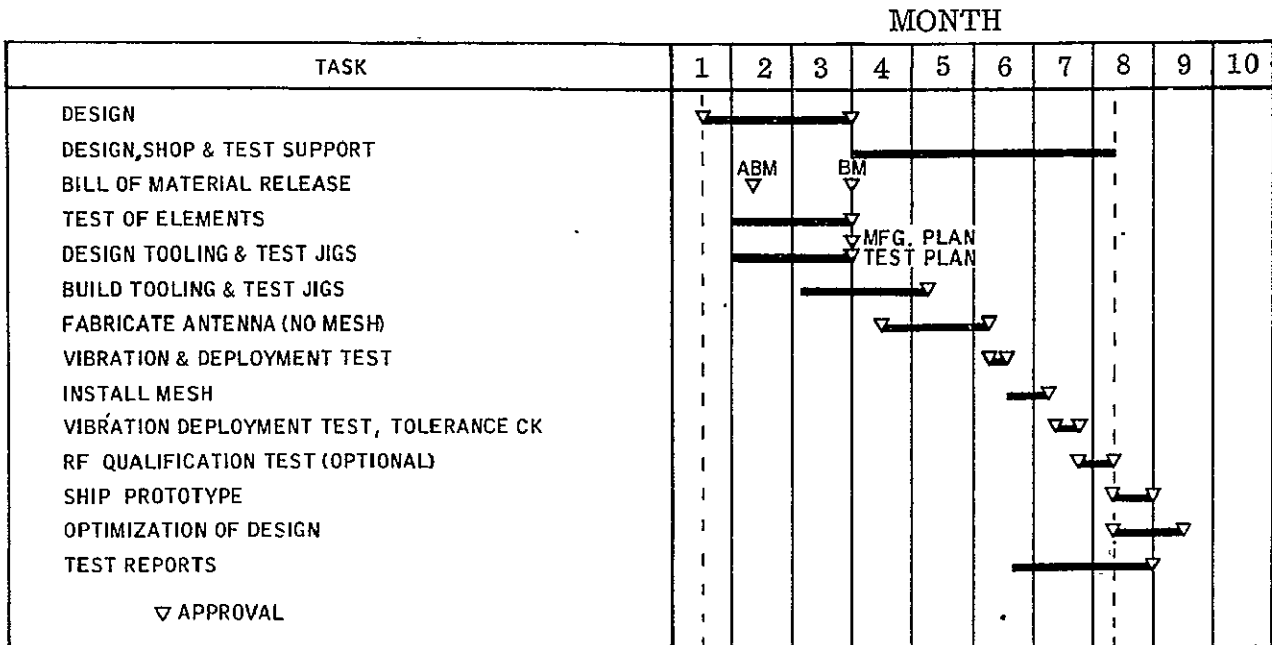 MONTH
TASK 1 2 3 4 5 6 7 8 9 10
DESIGN
DESIGN,SHOP & TEST SUPPORT
ABM BM
BILL OF MATERIAL RELEASE
TEST OF ELEMENTS
MFG. PLAN
DESIGN TOOLING & TEST JIGS TEST PLAN
BUILD TOOLING & TEST JIGS
FABRICATE ANTENNA (NO MESH)
VIBRATION & DEPLOYMENT TEST
INSTALL MESH
VIBRATION DEPLOYMENT TEST, TOLERANCE CK
RF QUALIFICATION TEST (OPTIONAL)
SHIP PROTOTYPE
OPTIMIZATION OF DESIGN
TEST REPORTS
▽ APPROVAL